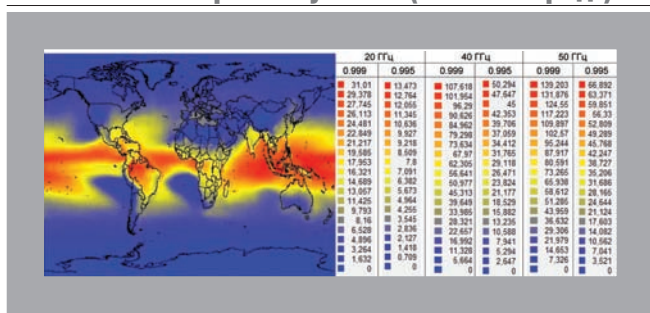 20 ГГц 40 ГГц 50 ГГц
0.999 0.995 0.999 0.995 0.999 0.995
31,01 13,473 107,618 50,294 139,203 66,892
29,378 12,764 101,954 47,647 131,876 63,371
27,745 12,055 96,29 45 124,55 59,851
26,113 11,345 90,626 42,353 117,223 56,33
24,481 10,636 84,962 39,706 109,897 52,809
22,849 9,927 79,298 37,059 102,57 49,289
21,217 9,218 73,634 34,412 95,244 45,768
19,585 8,509 67,97 31,765 87,917 42,247
17,953 7,8 62,305 29,118 80,591 38,727
16,321 7,091 56,641 26,471 73,265 35,206
14,689 6,382 50,977 23,824 65,938 31,686
13,057 5,673 45,313 21,177 58,612 28,165
11,425 4,964 39,649 18,529 51,285 24,644
9,793 4,255 33,985 15,882 43,959 21,124
8,16 3,545 28,321 13,235 36,632 17,603
6,528 2,836 22,657 10,588 29,306 14,082
4,896 2,127 16,992 7,941 21,979 10,562
3,264 1,418 11,328 5,294 14,653 7,041
1,632 0,709 5,664 2,647 7,326 3,521
0 0 0 0 0 0